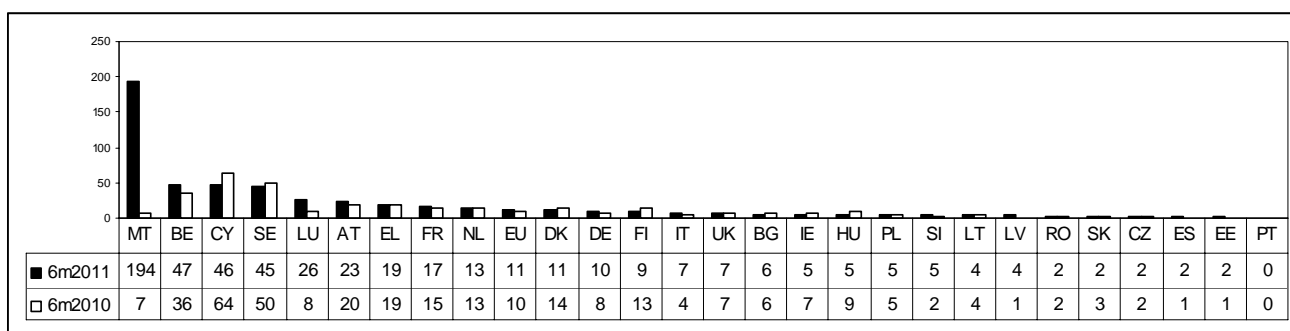 250
200
150
100
50
0
MT BE CY SE LU AT EL FR NL EU DK DE FI IT UK BG IE HU PL SI LT LV RO SK CZ ES EE PT
6m2011 194 47 46 45 26 23 19 17 13 11 11 10 9 7 7 6 5 5 5 5 4 4 2 2 2 2 2 0
6m2010 7 36 64 50 8 20 19 15 13 10 14 8 13 4 7 6 7 9 5 2 4 1 2 3 2 1 1 0